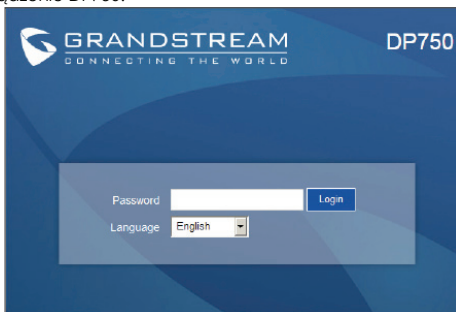 GRANDSTREAM
CONNECTING THE WORLD
DP750
Password
Login
Language
English